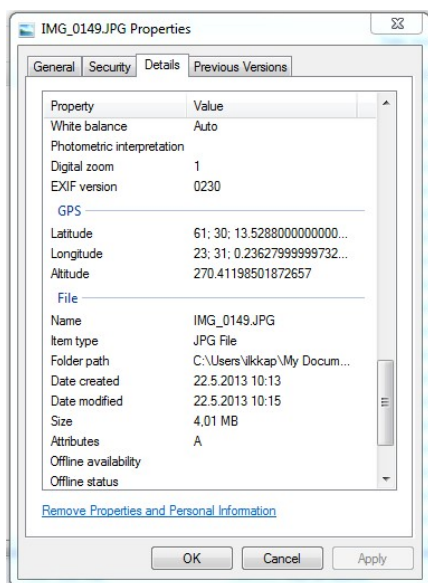 IMG_0149.JPG Properties
General Security Details Previous Versions
Property Value
White balance Auto
Photometric interpretation
Digital zoom 1
EXIF version 0230
GPS
Latitude 61; 30; 13.5288000000000...
Longitude 23; 31; 0.23627999999732...
Altitude 270.41198501872657
File
Name IMG_0149.JPG
Item type JPG File
Folder path C:\Users\ilkkap\My Docum...
Date created 22.5.2013 10:13
Date modified 22.5.2013 10:15
Size 4,01 MB
Attributes A
Offline availability
Offline status
Remove Properties and Personal Information
OK Cancel Apply